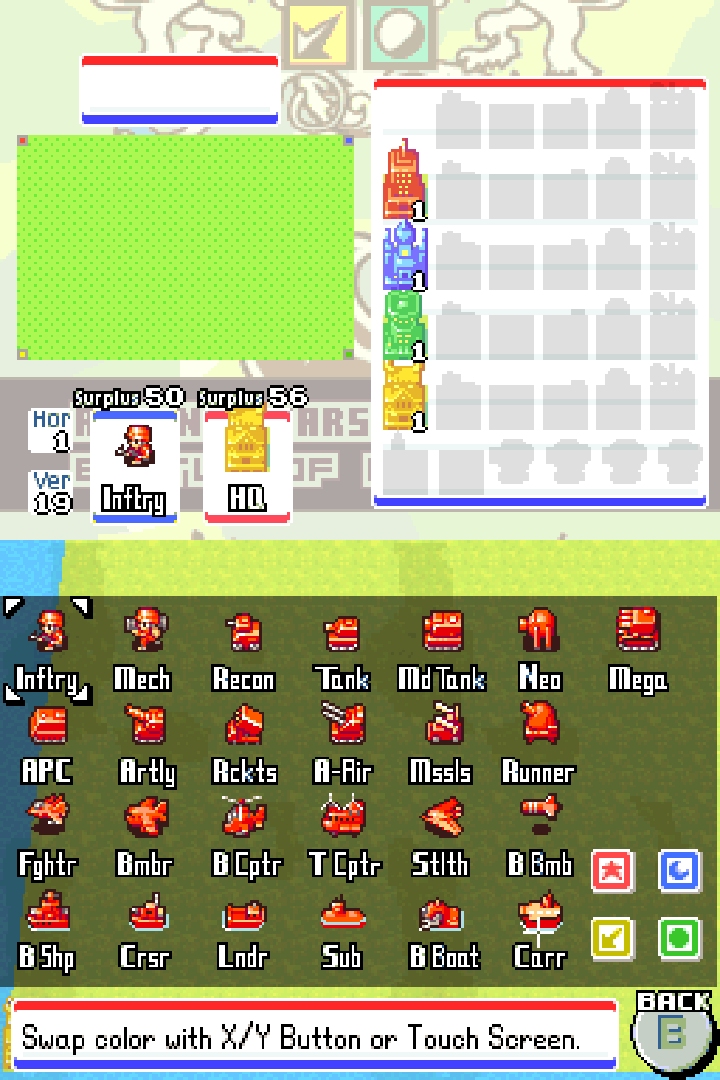 1
1
1
1
Surplus 50 Surplus 56
Hor
1
Ver
19
Inftry HQ
Inftry Mech Recon Tank Md Tank Neo Mega
APC Artly Rckts A-Air Mssls Runner
Fghtr Bmbr B Cptr T Cptr Stlth B Bmb
B Shp Crsr Lndr Sub B Boat Carr
BACK
B
Swap color with X/Y Button or Touch Screen.